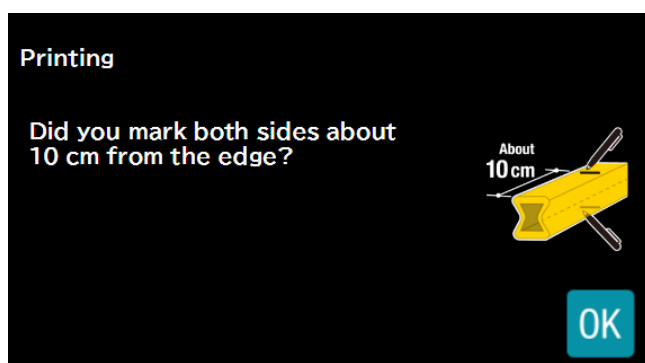 Printing
Did you mark both sides about
10 cm from the edge?
About
10 cm
OK